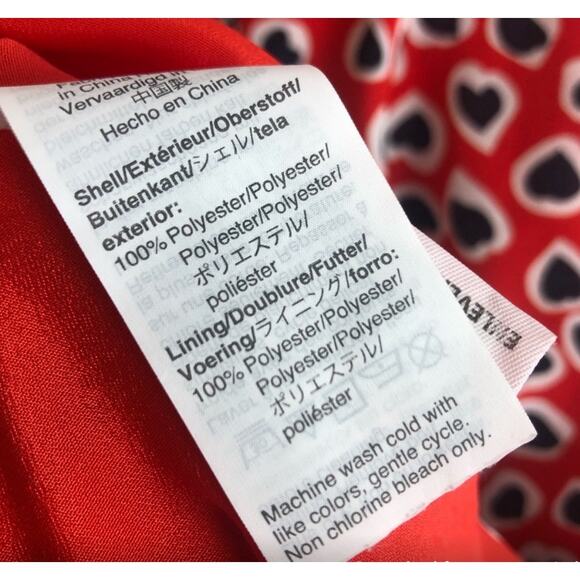 in China
Vervaardigd in
中国製
Hecho en China
Shell/Extérieur/Oberstoff/
Buitenkant/シェル/tela
exterior:
100% Polyester/Polyester/
Polyester/Polyester/
ポリエステル/
poliéster
Lining/Doublure/Futter/
Voering/ライニング/forro:
100% Polyester/Polyester/
Polyester/Polyester/
ポリエステル/
poliéster
Machine wash cold with
like colors, gentle cycle.
Non chlorine bleach only.